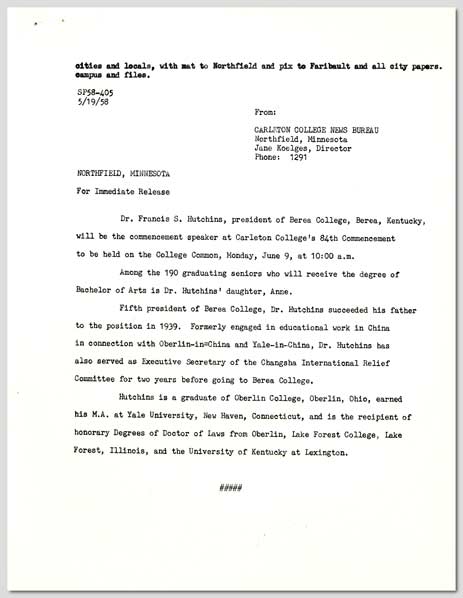 cities and locals, with mat to Northfield and pix to Faribault and all city papers.
campus and files.
SP58-405
5/19/58
From:
CARLETON COLLEGE NEWS BUREAU
Northfield, Minnesota
Jane Koelges, Director
Phone: 1291
NORTHFIELD, MINNESOTA
For Immediate Release
Dr. Francis S. Hutchins, president of Berea College, Berea, Kentucky,
will be the commencement speaker at Carleton College's 84th Commencement
to be held on the College Common, Monday, June 9, at 10:00 a.m.
Among the 190 graduating seniors who will receive the degree of
Bachelor of Arts is Dr. Hutchins' daughter, Anne.
Fifth president of Berea College, Dr. Hutchins succeeded his father
to the position in 1939. Formerly engaged in educational work in China
in connection with Oberlin-in=China and Yale-in-China, Dr. Hutchins has
also served as Executive Secretary of the Changsha International Relief
Committee for two years before going to Berea College.
Hutchins is a graduate of Oberlin College, Oberlin, Ohio, earned
his M.A. at Yale University, New Haven, Connecticut, and is the recipient of
honorary Degrees of Doctor of Laws from Oberlin, Lake Forest College, Lake
Forest, Illinois, and the University of Kentucky at Lexington.
#####